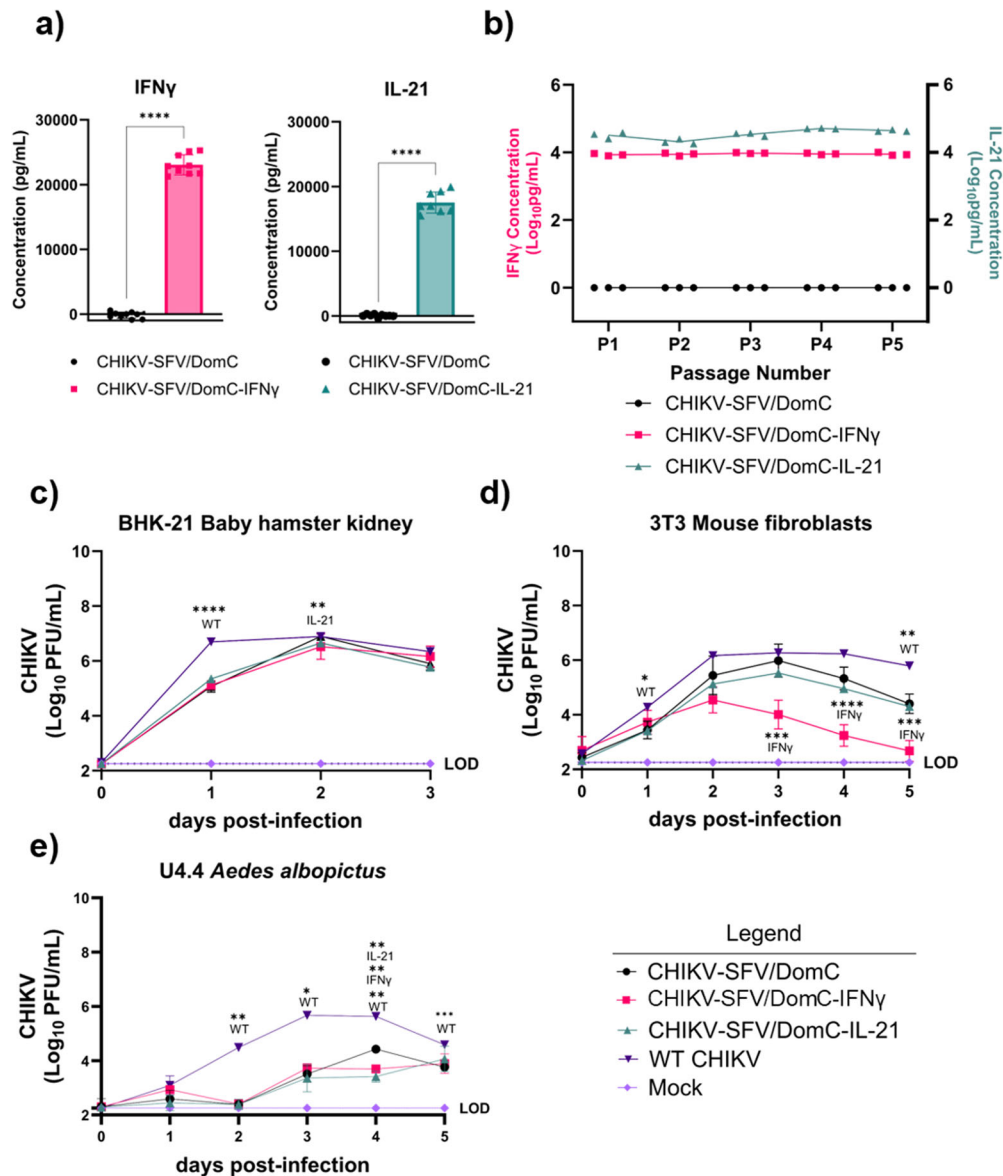 a)
IFNγ
****
Concentration (pg/mL)
30000
20000
10000
0
CHIKV-SFV/DomC
CHIKV-SFV/DomC-IFNγ
IL-21
****
Concentration (pg/mL)
30000
20000
10000
0
CHIKV-SFV/DomC
CHIKV-SFV/DomC-IL-21
b)
IFNγ Concentration
(Log10pg/mL)
6
4
2
0
IL-21 Concentration
(Log10pg/mL)
6
4
2
0
P1 P2 P3 P4 P5
Passage Number
CHIKV-SFV/DomC
CHIKV-SFV/DomC-IFNγ
CHIKV-SFV/DomC-IL-21
c)
BHK-21 Baby hamster kidney
CHIKV
(Log10 PFU/mL)
10
8
6
4
2
****
WT
**
IL-21
LOD
0 1 2 3
days post-infection
d)
3T3 Mouse fibroblasts
CHIKV
(Log10 PFU/mL)
10
8
6
4
2
*
WT
***
IFNγ
****
IFNγ
**
WT
***
IFNγ
LOD
0 1 2 3 4 5
days post-infection
e)
U4.4 Aedes albopictus
CHIKV
(Log10 PFU/mL)
10
8
6
4
2
**
WT
*
WT
**
IL-21
**
IFNγ
**
WT
***
WT
LOD
0 1 2 3 4 5
days post-infection
Legend
CHIKV-SFV/DomC
CHIKV-SFV/DomC-IFNγ
CHIKV-SFV/DomC-IL-21
WT CHIKV
Mock